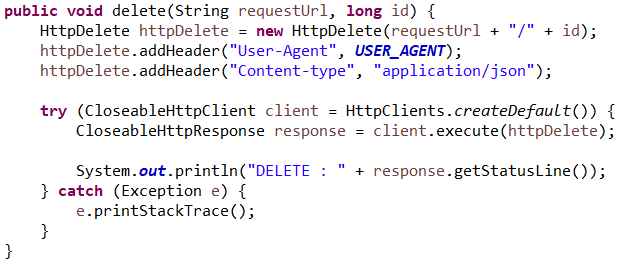 public void delete(String requestUrl, long id) {
    HttpDelete httpDelete = new HttpDelete(requestUrl + "/" + id);
    httpDelete.addHeader("User-Agent", USER_AGENT);
    httpDelete.addHeader("Content-type", "application/json");

    try (CloseableHttpClient client = HttpClients.createDefault()) {
        CloseableHttpResponse response = client.execute(httpDelete);

        System.out.println("DELETE : " + response.getStatusLine());
    } catch (Exception e) {
        e.printStackTrace();
    }
}